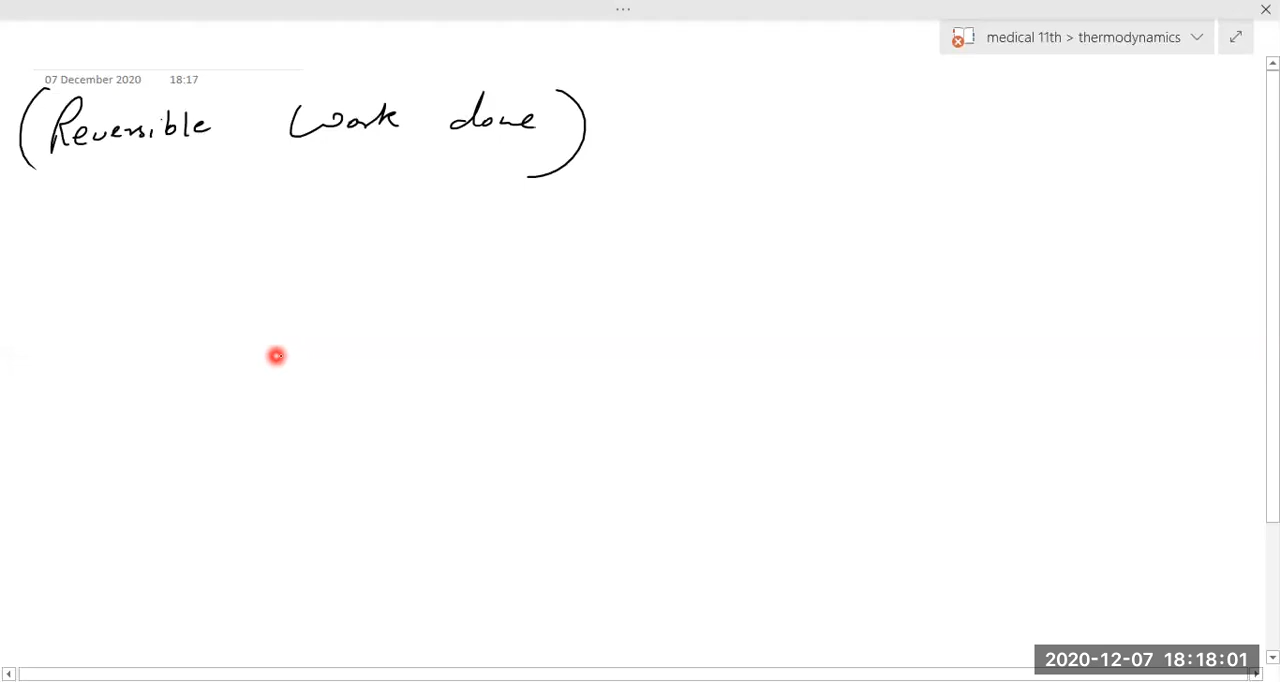 ...
medical 11th > thermodynamics
07 December 2020 18:17
(Reversible Work done)
2020-12-07 18:18:01